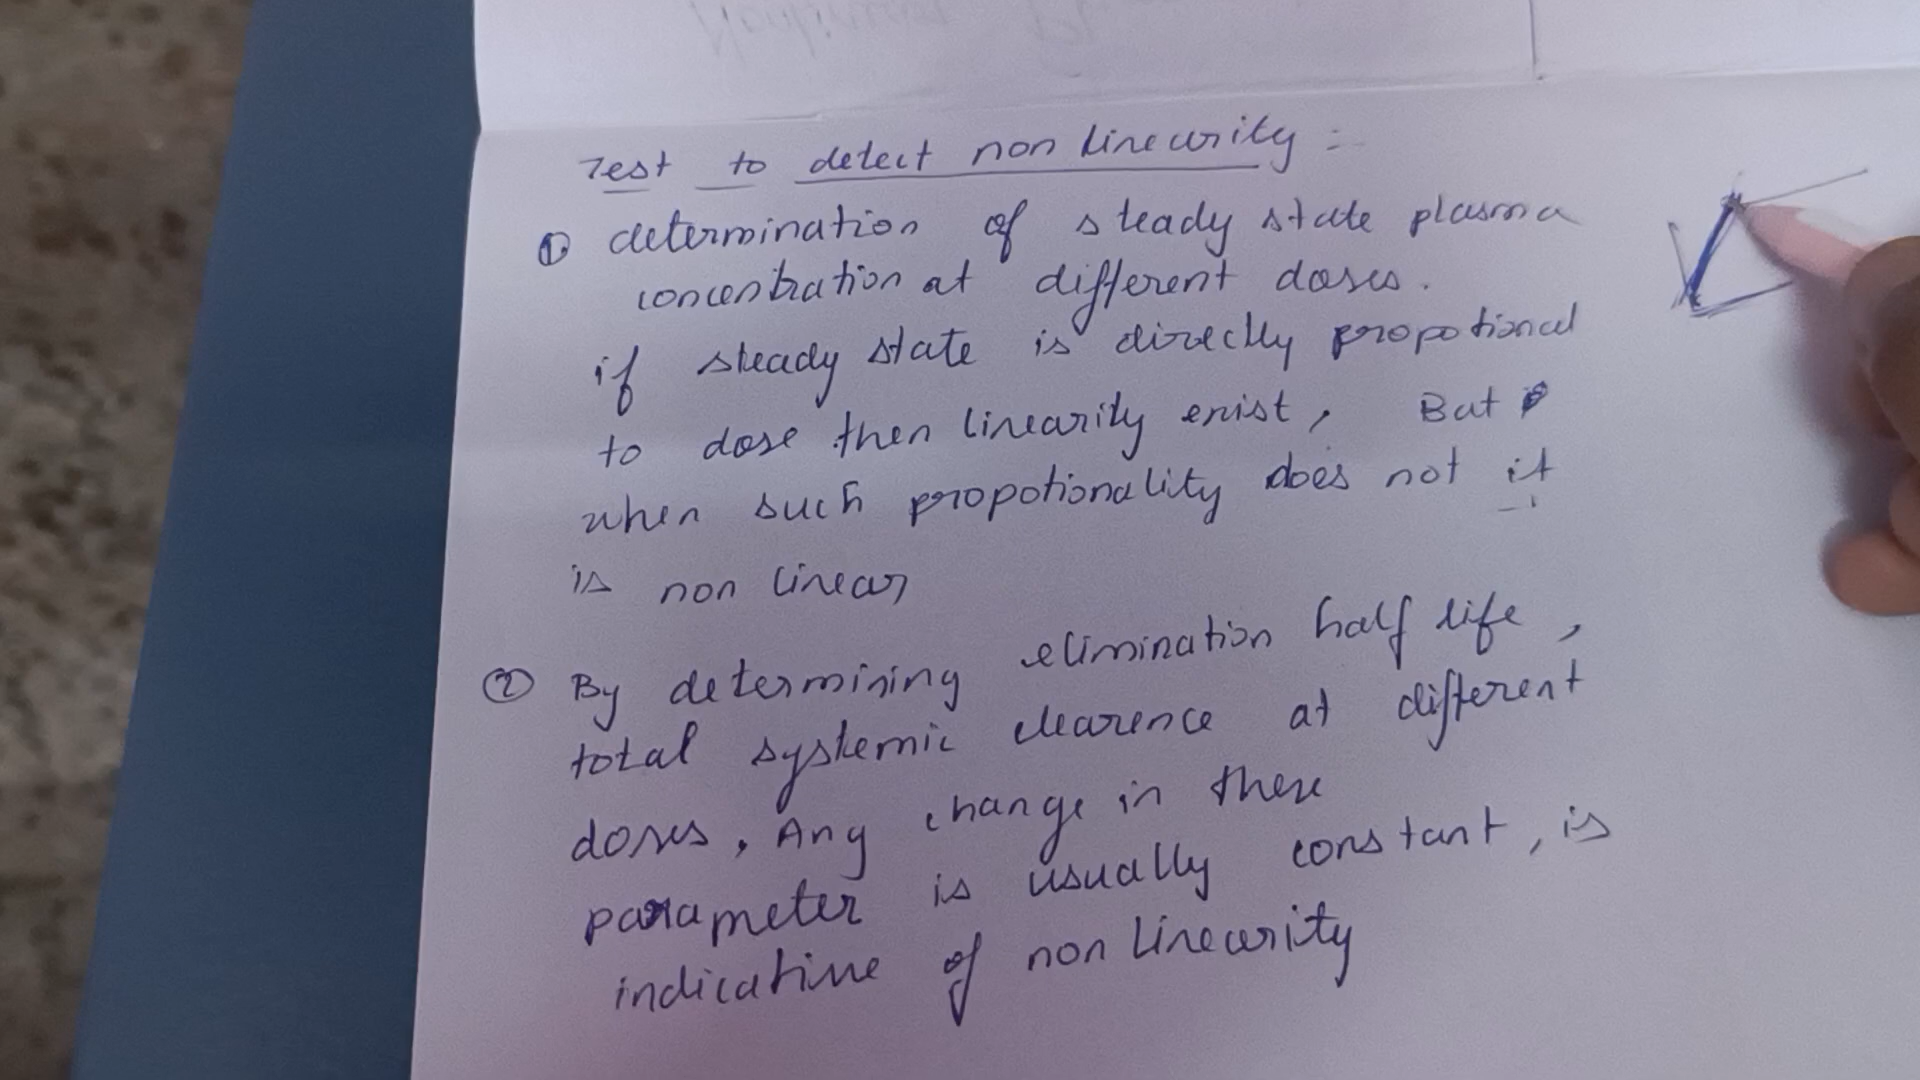 Test to detect non linearity :-
① determination of steady state plasma
concentration at different doses.
if steady state is directly propotional
to dose then linearity exist, But
when such propotionality does not it
is non linear
② By determining elimination half life,
total systemic clearence at different
doses. Any change in these
parameter is usually constant, is
indicative of non linearity